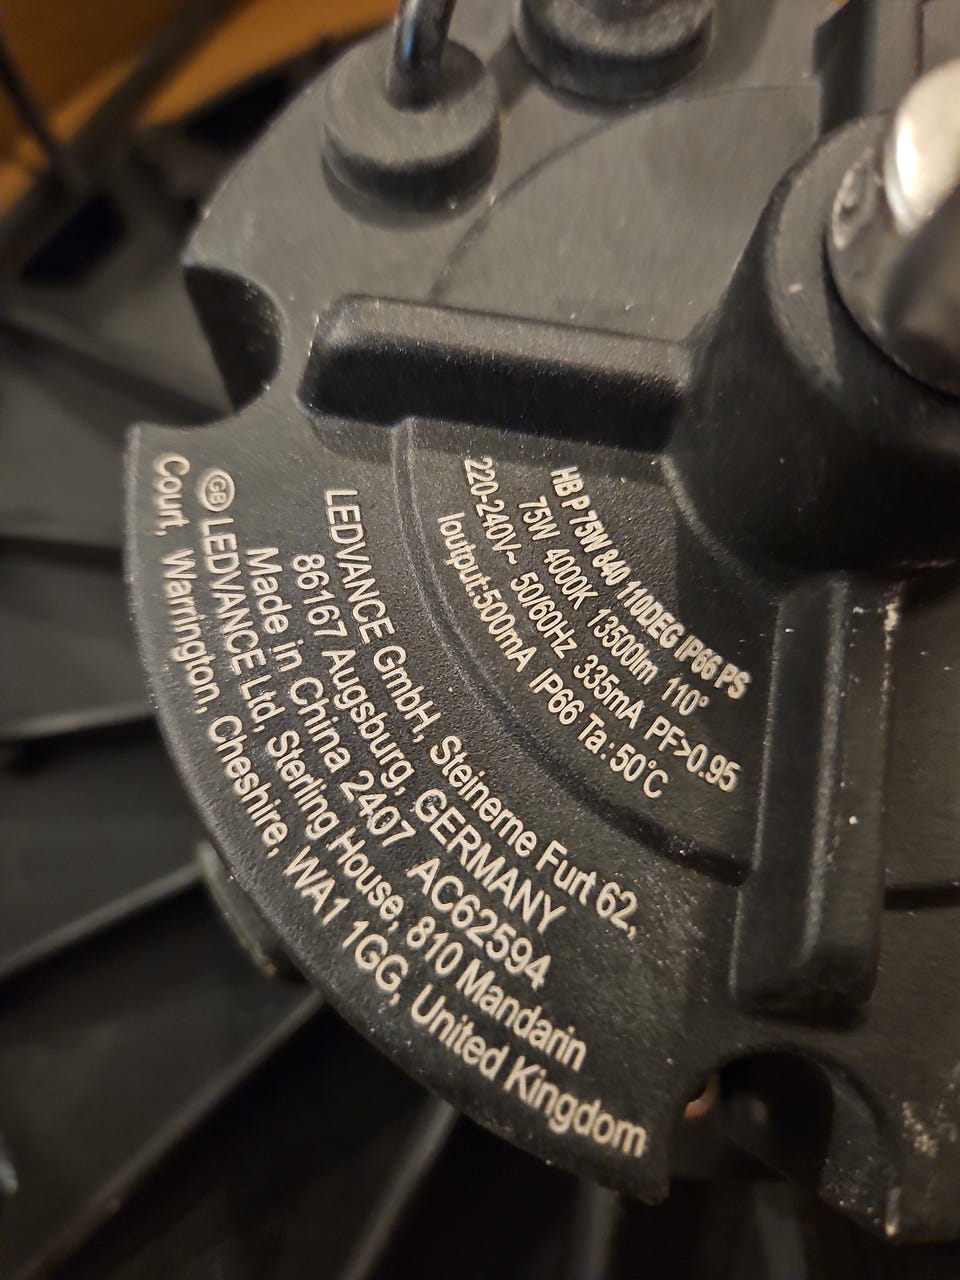 HB P 75W 840 110DEG IP66 PS
75W 4000K 13500lm 110°
220-240V~ 50/60Hz 335mA PF>0.95
Ioutput:500mA IP66 Ta:50°C
LEDVANCE GmbH, Steinerne Furt 62,
86167 Augsburg, GERMANY
Made in China 2407 AC62594
GB LEDVANCE Ltd, Sterling House, 810 Mandarin
Court, Warrington, Cheshire, WA1 1GG, United Kingdom